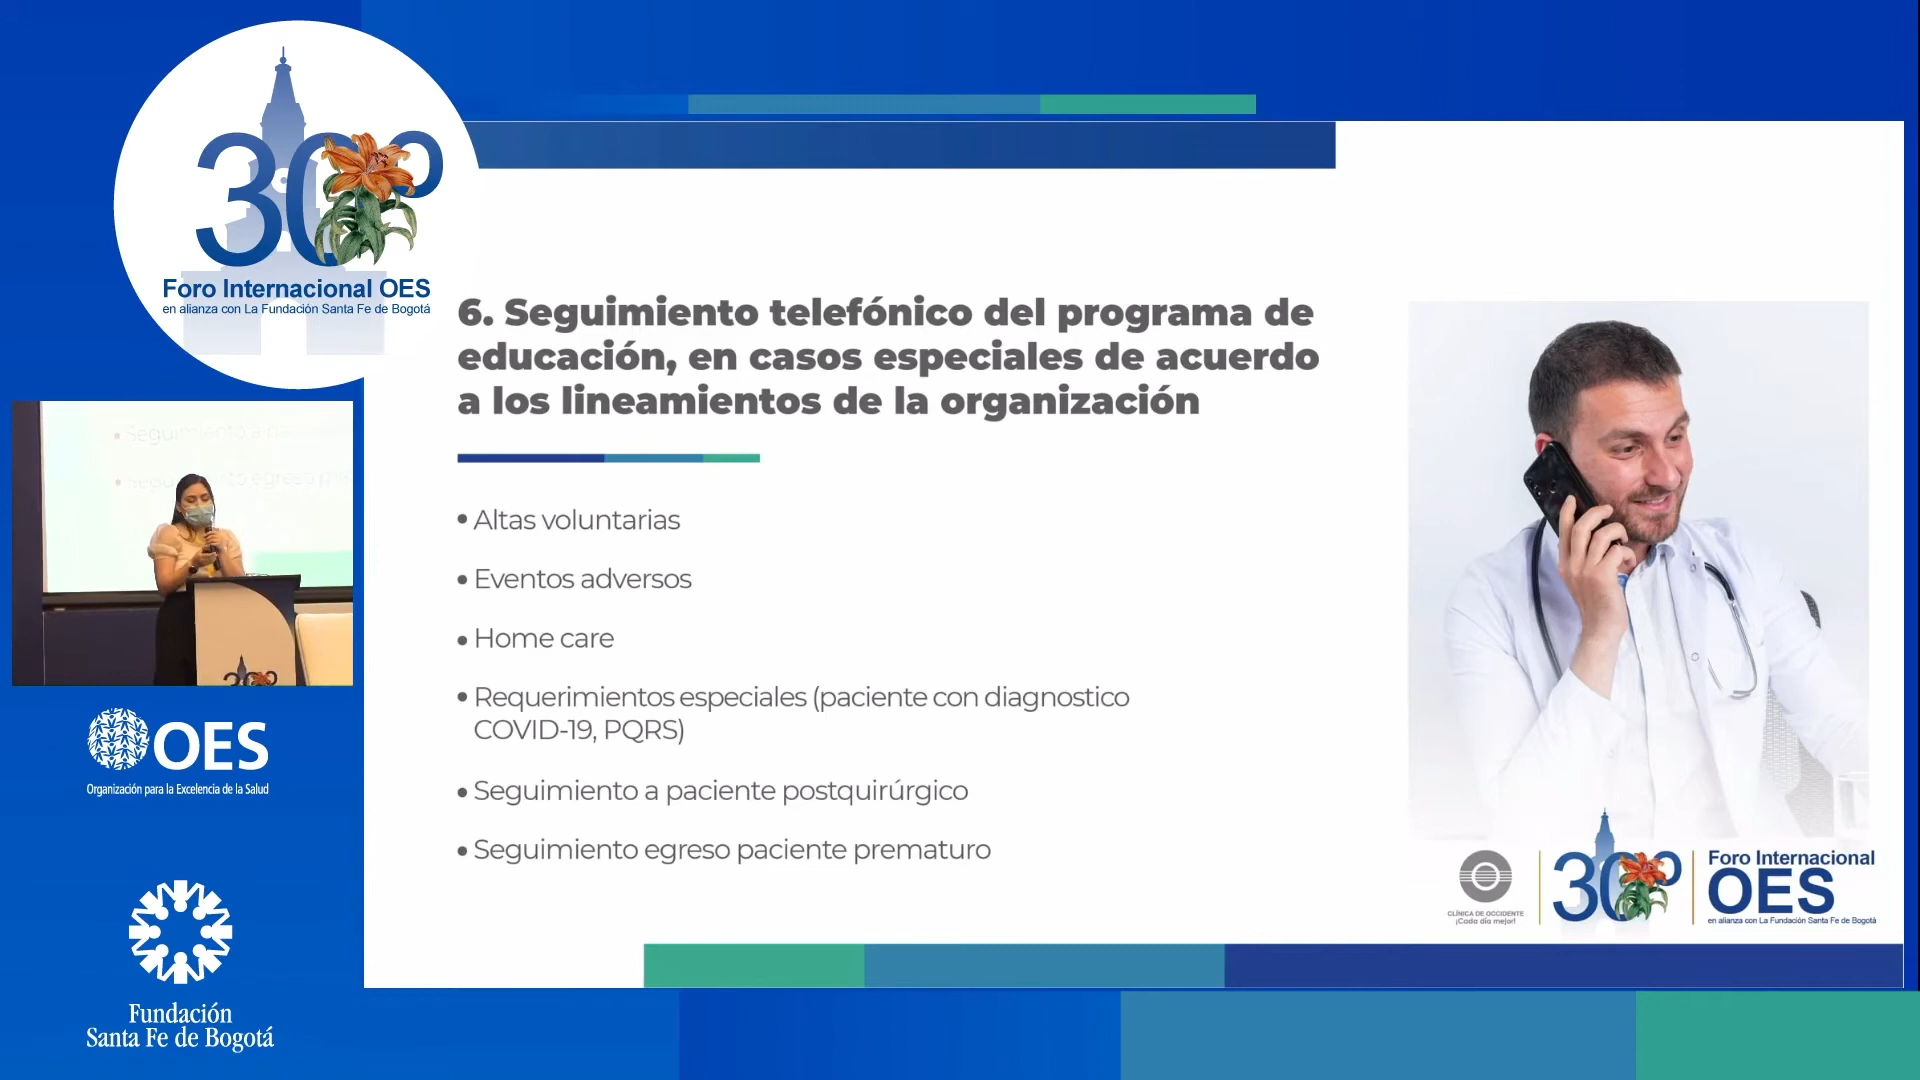 30º
Foro Internacional OES
en alianza con La Fundación Santa Fe de Bogotá
6. Seguimiento telefónico del programa de
educación, en casos especiales de acuerdo
a los lineamientos de la organización
• Altas voluntarias
• Eventos adversos
• Home care
• Requerimientos especiales (paciente con diagnostico
COVID-19, PQRS)
• Seguimiento a paciente postquirúrgico
• Seguimiento egreso paciente prematuro
OES
Organización para la Excelencia de la Salud
Fundación
Santa Fe de Bogotá
CLÍNICA DE OCCIDENTE
¡Cada día mejor!
30º
Foro Internacional
OES
en alianza con La Fundación Santa Fe de Bogotá